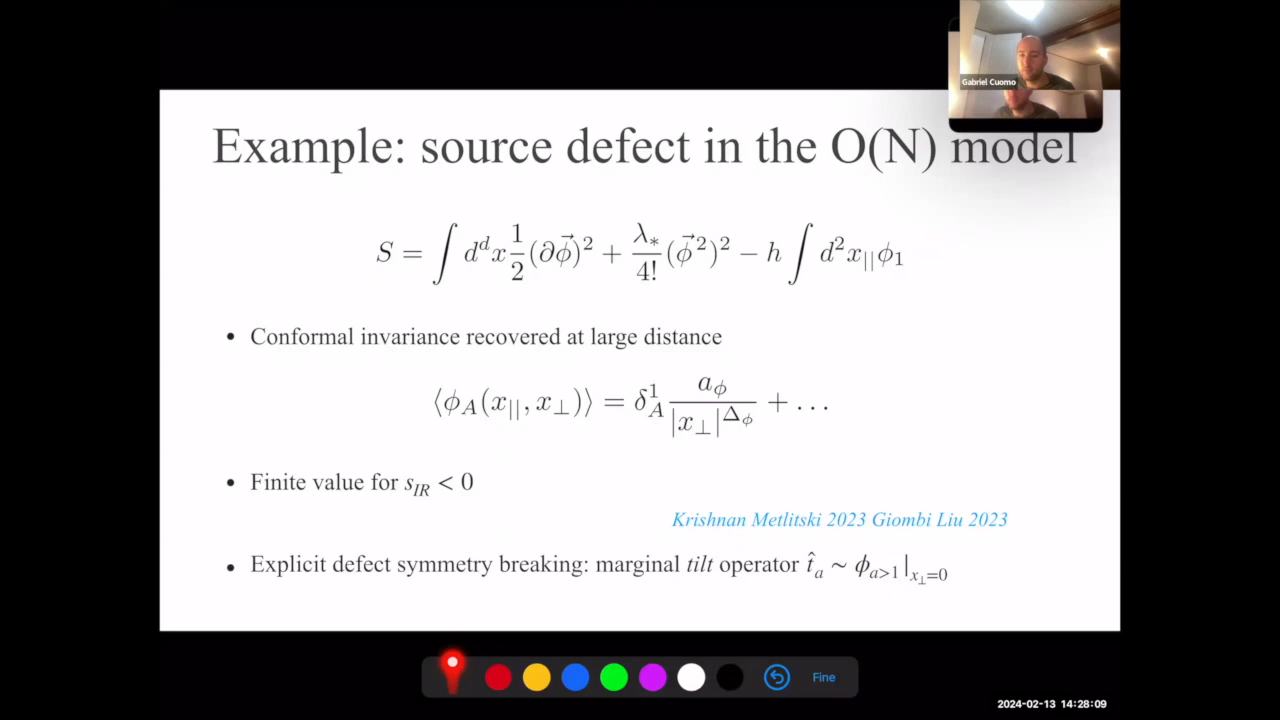 Gabriel Cuomo
Example: source defect in the O(N) model
S = ∫ d^d x 1/2 (∂φ⃗)² + λ_*/4! (φ⃗²)² − h ∫ d²x_|| φ₁
• Conformal invariance recovered at large distance
⟨φ_A(x_||, x_⊥)⟩ = δ_A^1 a_φ/|x_⊥|^{Δ_φ} + …
• Finite value for s_IR < 0
Krishnan Metlitski 2023 Giombi Liu 2023
• Explicit defect symmetry breaking: marginal tilt operator t̂_a ~ ϕ_{a>1}|_{x_⊥=0}
Fine
2024-02-13 14:28:09